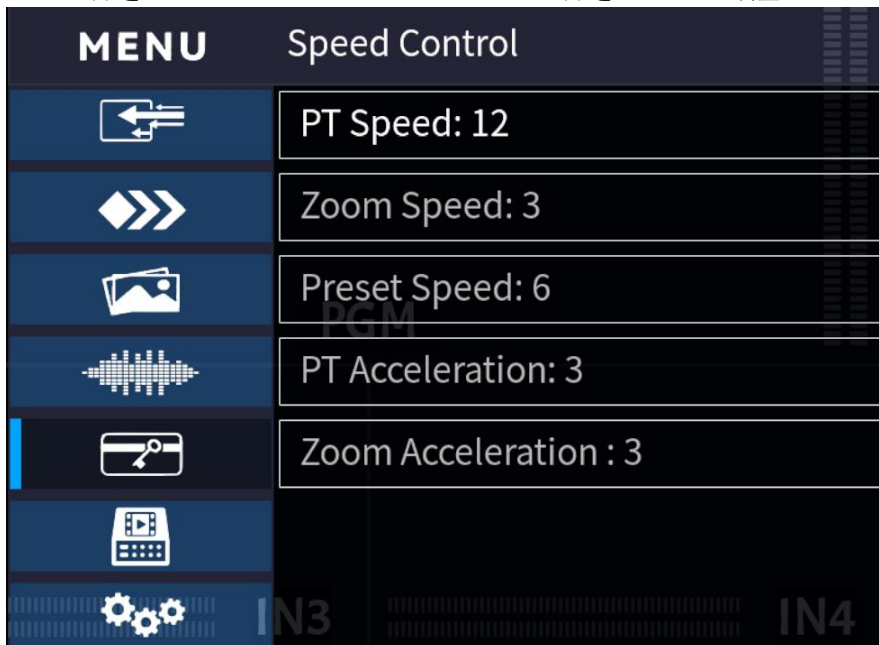 MENU
Speed Control
PT Speed: 12
Zoom Speed: 3
Preset Speed: 6
PGM
PT Acceleration: 3
Zoom Acceleration : 3
IN3
IN4